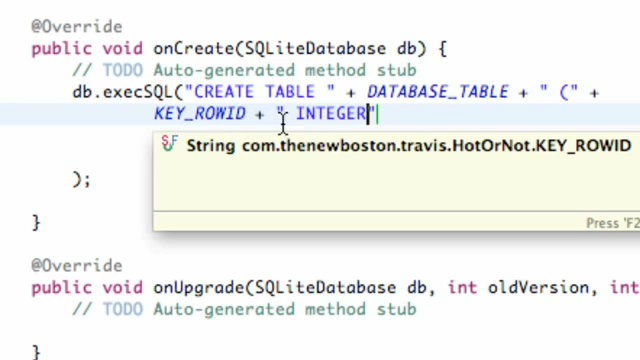 @Override
public void onCreate(SQLiteDatabase db) {
// TODO Auto-generated method stub
db.execSQL("CREATE TABLE " + DATABASE_TABLE + " (" +
KEY_ROWID + " INTEGER"
String com.thenewboston.travis.HotOrNot.KEY_ROWID
);
Press 'F2
}
@Override
public void onUpgrade(SQLiteDatabase db, int oldVersion, int
// TODO Auto-generated method stub
}